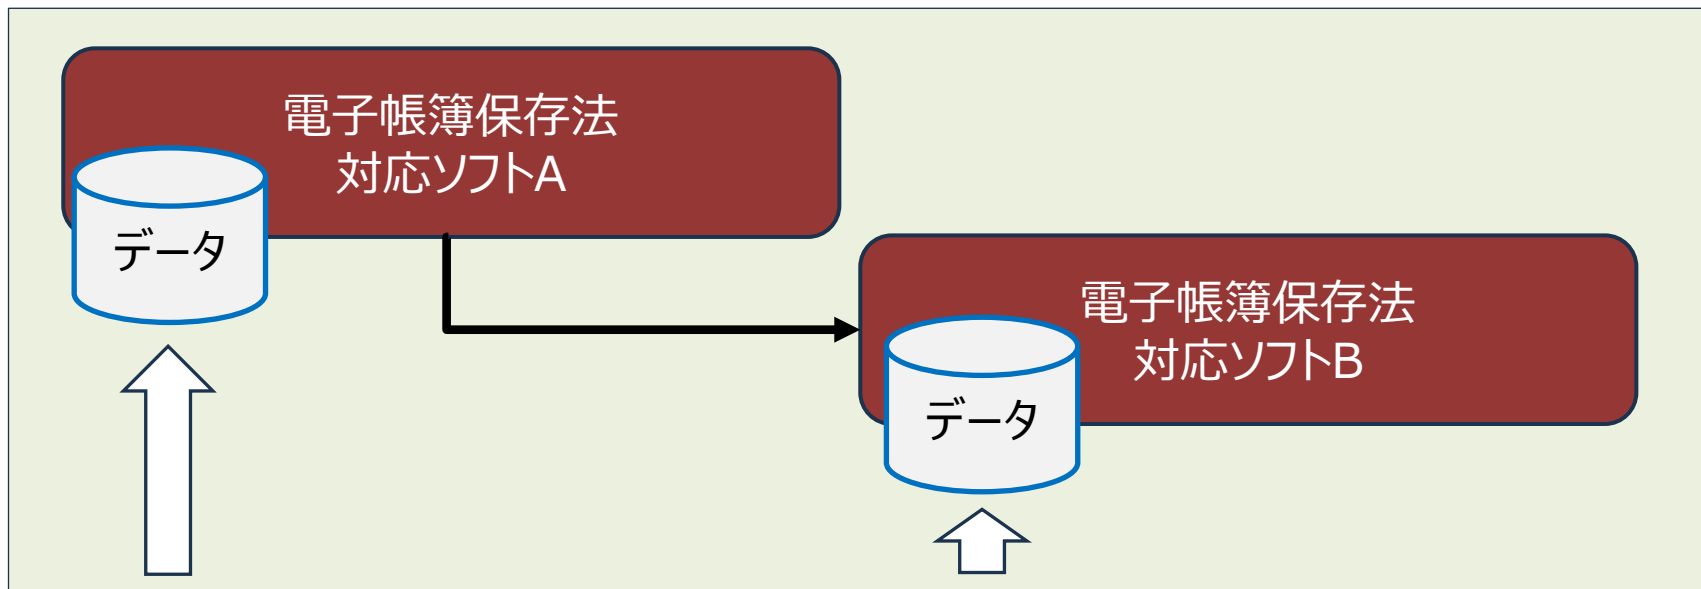 電子帳簿保存法
対応ソフトA
データ
電子帳簿保存法
対応ソフトB
データ